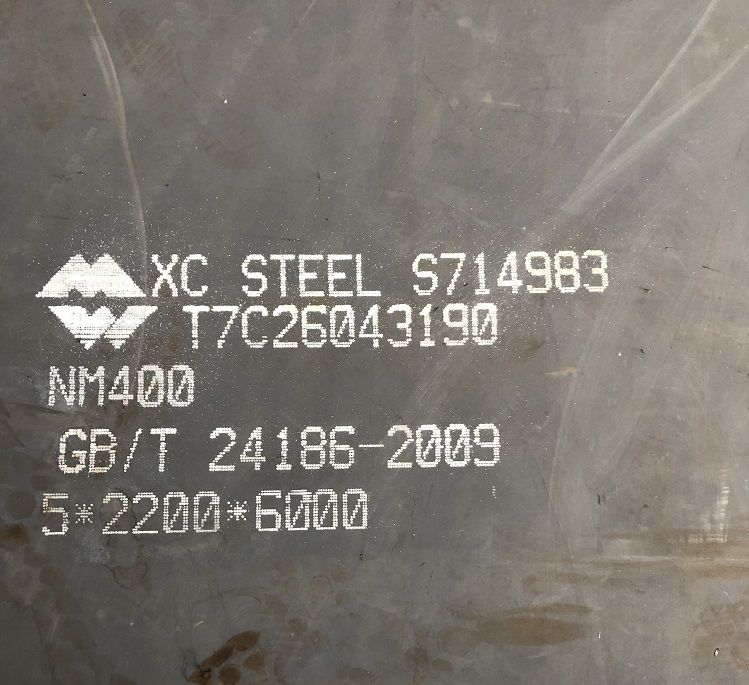 XC STEEL S714983
T7C26043190
NM400
GB/T 24186-2009
5*2200*6000